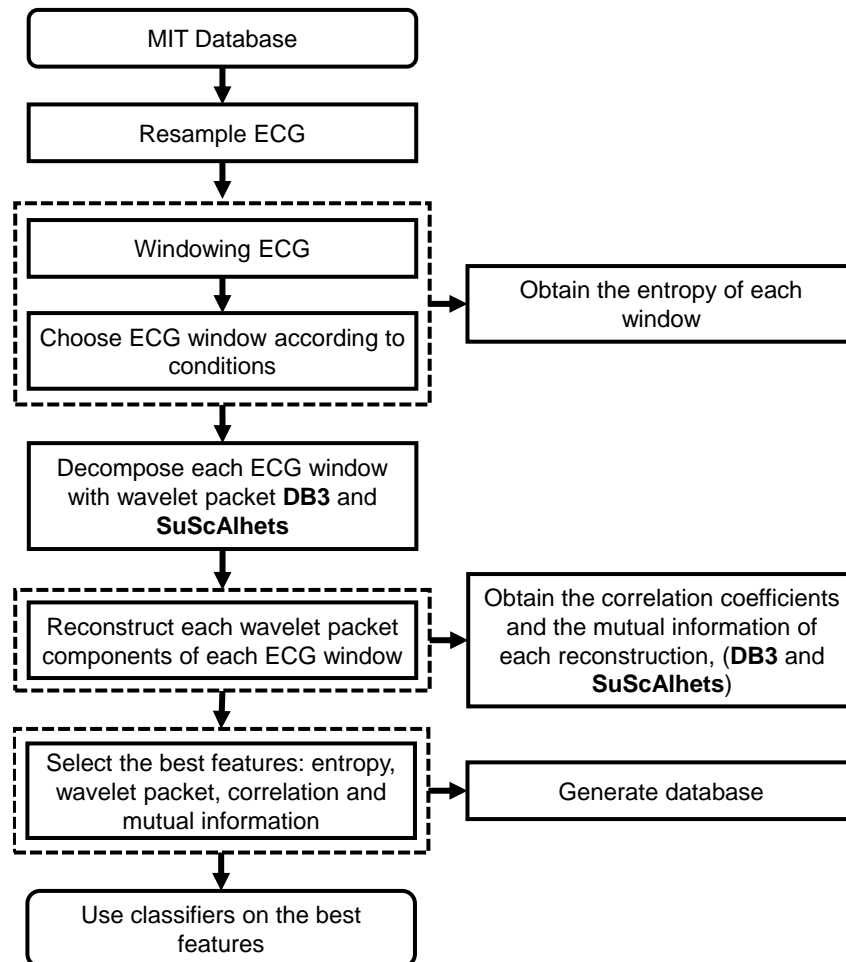 MIT Database
Resample ECG
Windowing ECG
Choose ECG window according to
conditions
Obtain the entropy of each
window
Decompose each ECG window
with wavelet packet DB3 and
SuScAlhets
Reconstruct each wavelet packet
components of each ECG window
Obtain the correlation coefficients
and the mutual information of
each reconstruction, (DB3 and
SuScAlhets)
Select the best features: entropy,
wavelet packet, correlation and
mutual information
Generate database
Use classifiers on the best
features